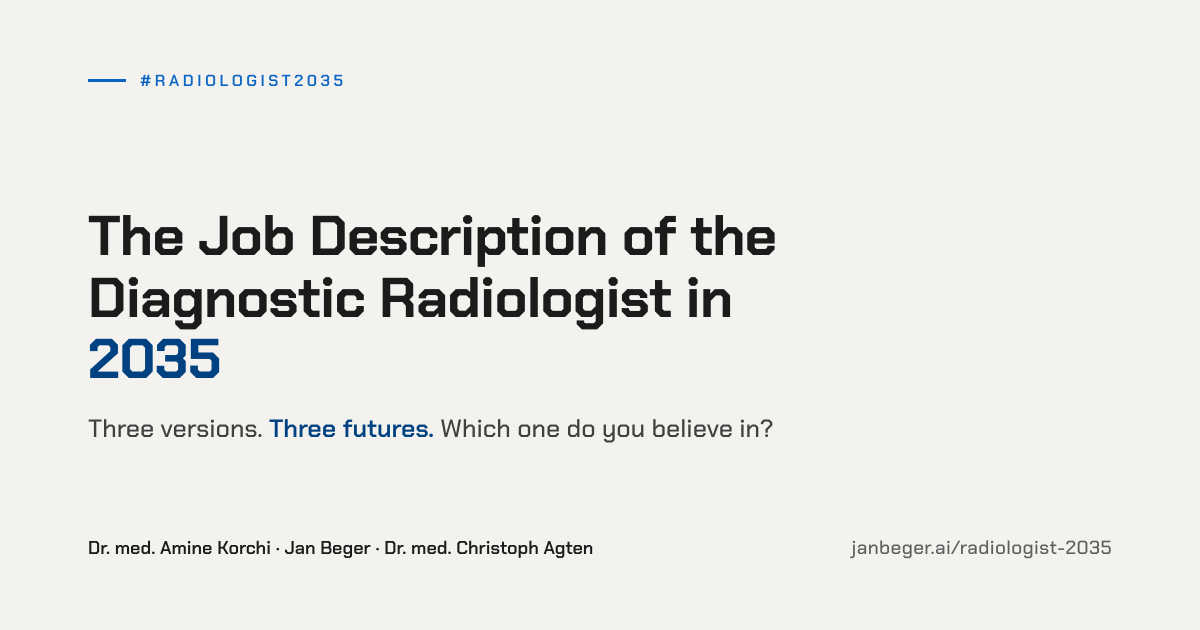 #RADIOLOGIST2035
The Job Description of the
Diagnostic Radiologist in
2035
Three versions. Three futures. Which one do you believe in?
Dr. med. Amine Korchi · Jan Beger · Dr. med. Christoph Agten
janbeger.ai/radiologist-2035